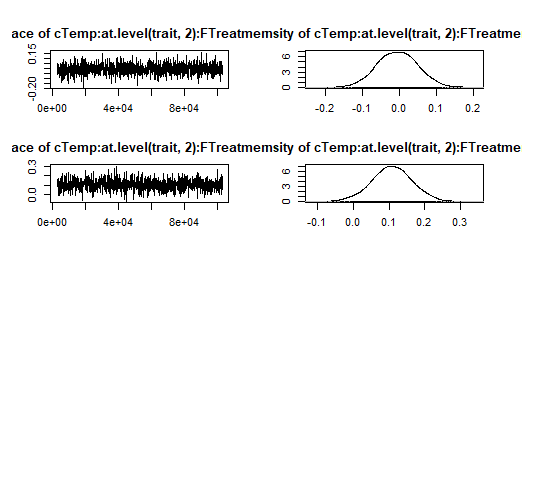 ace of cTemp:at.level(trait, 2):FTreatmemsity of cTemp:at.level(trait, 2):FTreatme
-0.20 0.15
0 3 6
0e+00 4e+04 8e+04
-0.2 -0.1 0.0 0.1 0.2
ace of cTemp:at.level(trait, 2):FTreatmemsity of cTemp:at.level(trait, 2):FTreatme
0.0 0.3
0 3 6
0e+00 4e+04 8e+04
-0.1 0.0 0.1 0.2 0.3